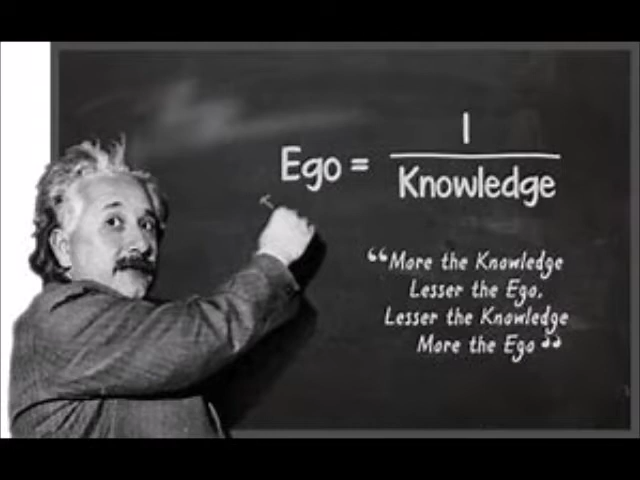 Ego = 1 / Knowledge
“More the Knowledge
Lesser the Ego,
Lesser the Knowledge
More the Ego”